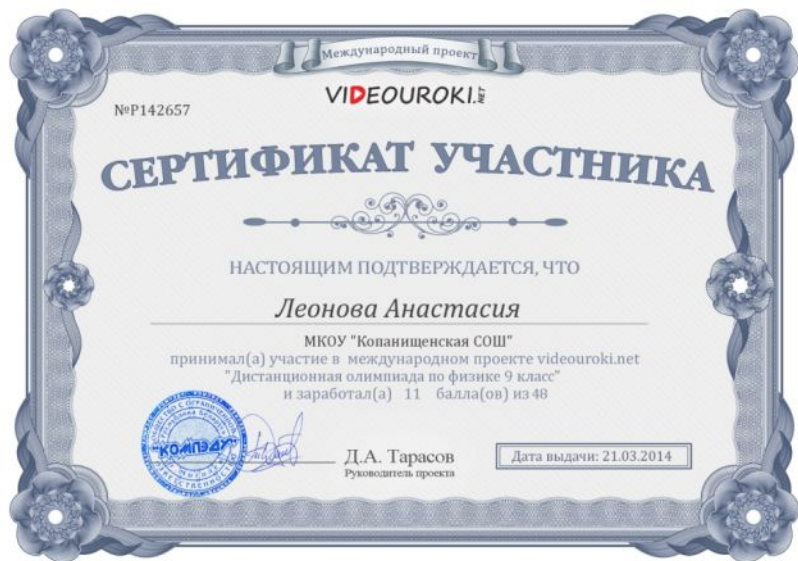 Международный проект
VIDEOUROKI.NET
№Р142657
СЕРТИФИКАТ УЧАСТНИКА
НАСТОЯЩИМ ПОДТВЕРЖДАЕТСЯ, ЧТО
Леонова Анастасия
МКОУ "Копанищенская СОШ"
принимал(а) участие в международном проекте videouroki.net
"Дистанционная олимпиада по физике 9 класс"
и заработал(а) 11 балла(ов) из 48
"КОМПЭДУ"
Д.А. Тарасов
Руководитель проекта
Дата выдачи: 21.03.2014